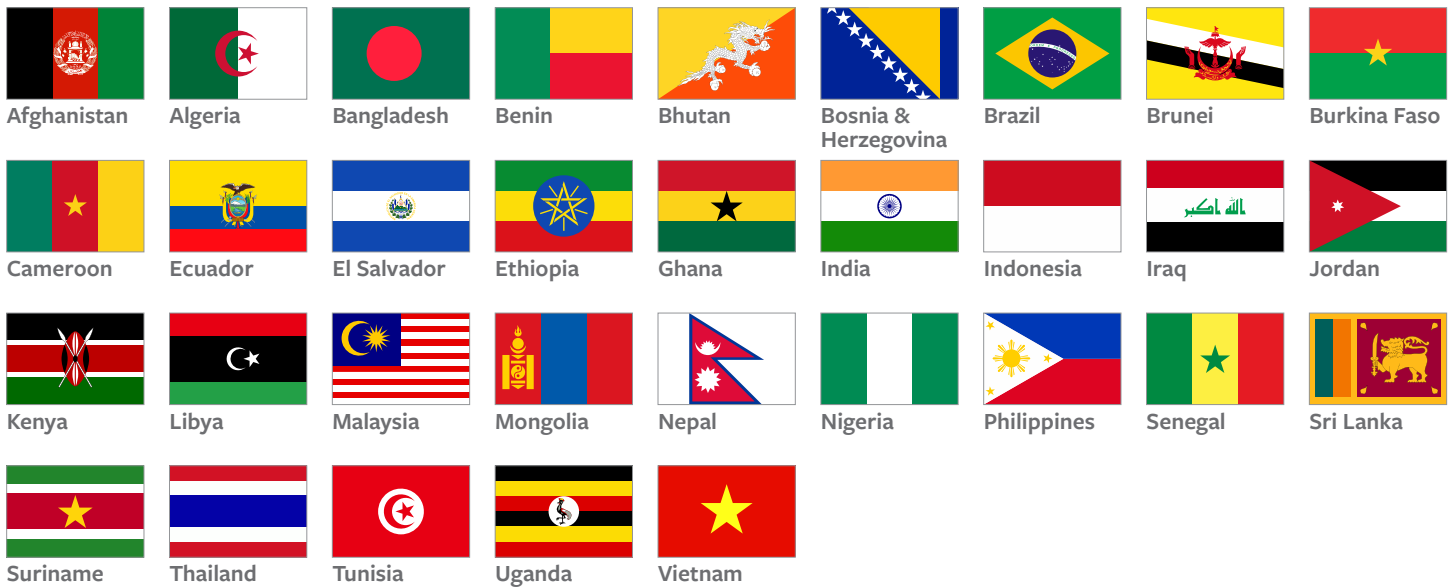 Afghanistan
Algeria
Bangladesh
Benin
Bhutan
Bosnia &
Herzegovina
Brazil
Brunei
Burkina Faso
Cameroon
Ecuador
El Salvador
Ethiopia
Ghana
India
Indonesia
الله اكبر
Iraq
Jordan
Kenya
Libya
Malaysia
Mongolia
Nepal
Nigeria
Philippines
Senegal
Sri Lanka
Suriname
Thailand
Tunisia
Uganda
Vietnam